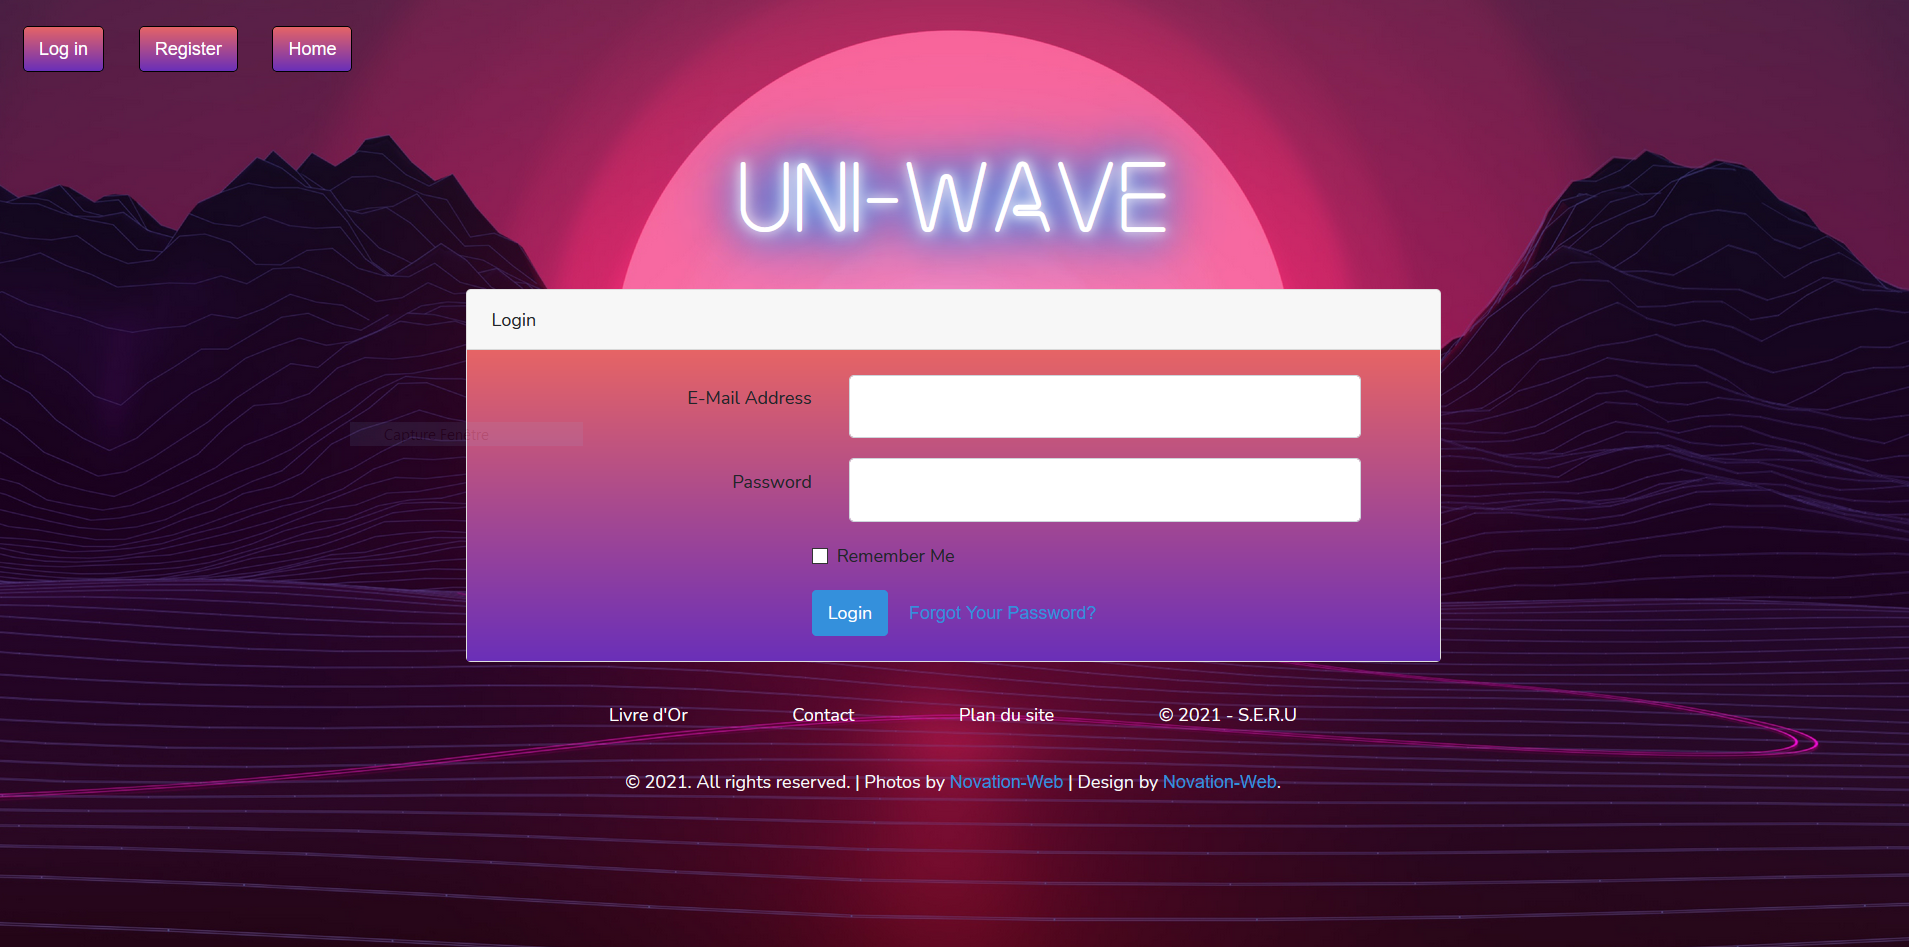 Log in
Register
Home
UNI-WAVE
Login
E-Mail Address
Capture Fenêtre
Password
Remember Me
Login
Forgot Your Password?
Livre d'Or
Contact
Plan du site
© 2021 - S.E.R.U
© 2021. All rights reserved. | Photos by Novation-Web | Design by Novation-Web.